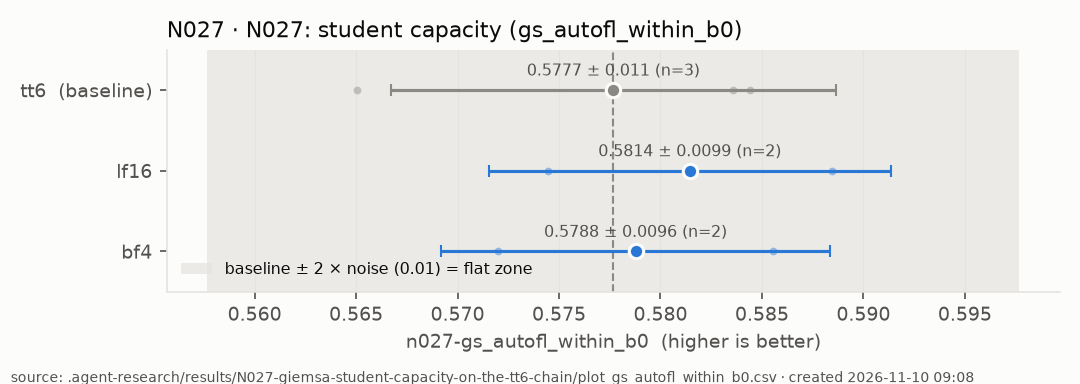 N027 · N027: student capacity (gs_autofl_within_b0)
tt6 (baseline)
0.5777 ± 0.011 (n=3)
lf16
0.5814 ± 0.0099 (n=2)
bf4
0.5788 ± 0.0096 (n=2)
baseline ± 2 × noise (0.01) = flat zone
0.560 0.565 0.570 0.575 0.580 0.585 0.590 0.595
n027-gs_autofl_within_b0 (higher is better)
source: .agent-research/results/N027-giemsa-student-capacity-on-the-tt6-chain/plot_gs_autofl_within_b0.csv · created 2026-11-10 09:08